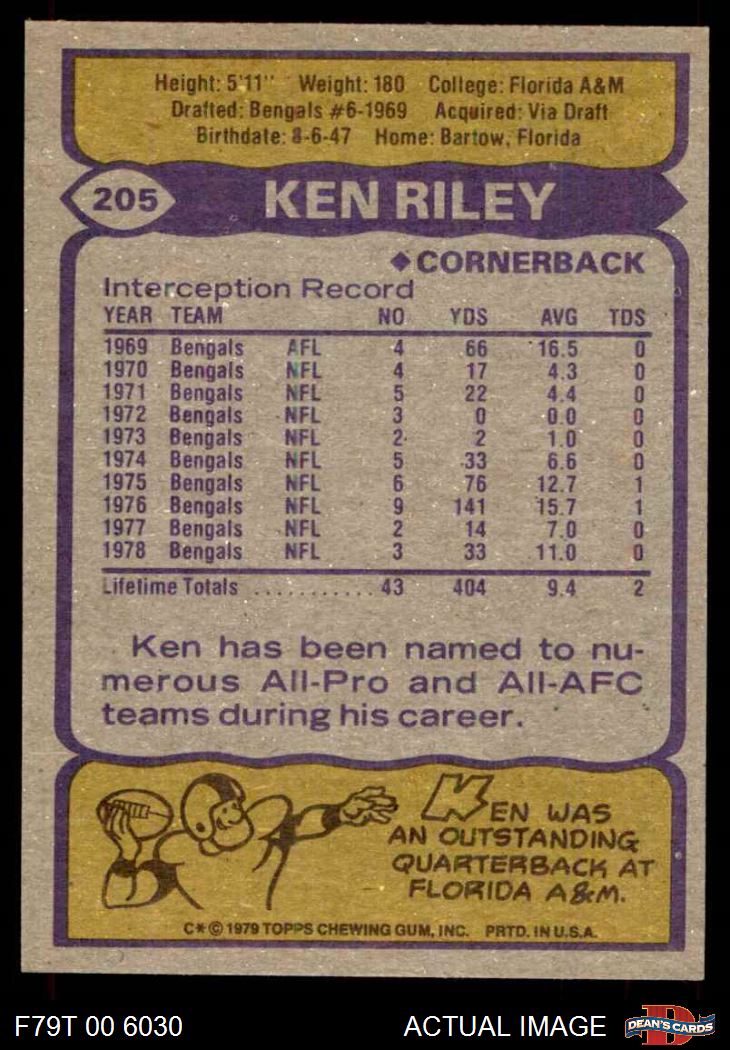 Height: 5'11" Weight: 180 College: Florida A&M
Drafted: Bengals #6-1969 Acquired: Via Draft
Birthdate: 8-6-47 Home: Bartow, Florida
205 KEN RILEY
◆CORNERBACK
Interception Record
YEAR TEAM NO YDS AVG TDS
1969 Bengals AFL 4 66 16.5 0
1970 Bengals NFL 4 17 4.3 0
1971 Bengals NFL 5 22 4.4 0
1972 Bengals NFL 3 0 0.0 0
1973 Bengals NFL 2 2 1.0 0
1974 Bengals NFL 5 33 6.6 0
1975 Bengals NFL 6 76 12.7 1
1976 Bengals NFL 9 141 15.7 1
1977 Bengals NFL 2 14 7.0 0
1978 Bengals NFL 3 33 11.0 0
Lifetime Totals ........... 43 404 9.4 2
Ken has been named to nu-
merous All-Pro and All-AFC
teams during his career.
KEN WAS
AN OUTSTANDING
QUARTERBACK AT
FLORIDA A&M.
C*© 1979 TOPPS CHEWING GUM, INC. PRTD. IN U.S.A.
F79T 00 6030 ACTUAL IMAGE D DEAN'S CARDS